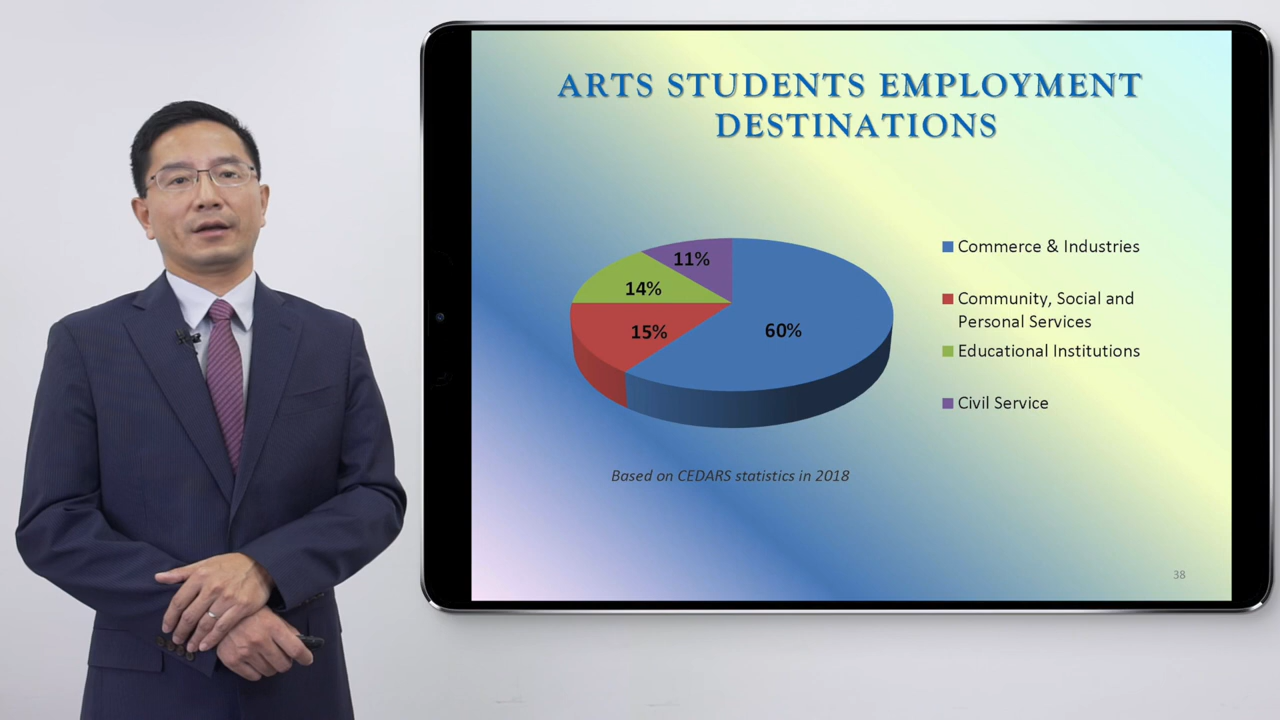 ARTS STUDENTS EMPLOYMENT
DESTINATIONS
11%
14%
15%
60%
Commerce & Industries
Community, Social and
Personal Services
Educational Institutions
Civil Service
Based on CEDARS statistics in 2018
38